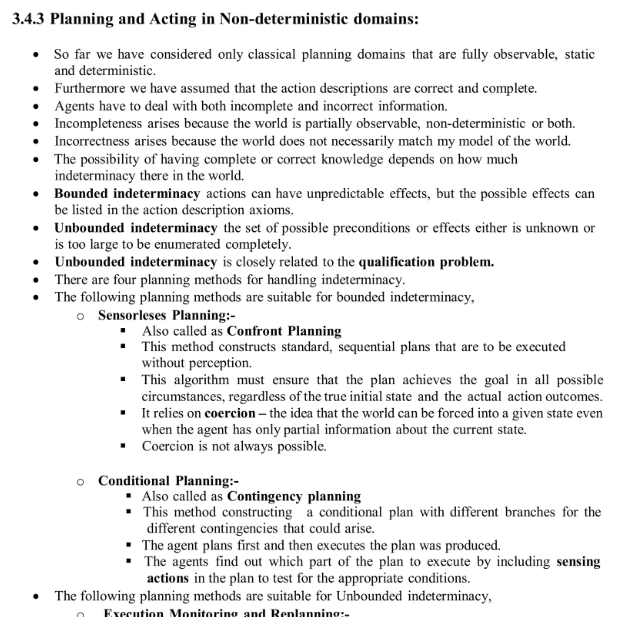 3.4.3 Planning and Acting in Non-deterministic domains:
• So far we have considered only classical planning domains that are fully observable, static
and deterministic.
• Furthermore we have assumed that the action descriptions are correct and complete.
• Agents have to deal with both incomplete and incorrect information.
• Incompleteness arises because the world is partially observable, non-deterministic or both.
• Incorrectness arises because the world does not necessarily match my model of the world.
• The possibility of having complete or correct knowledge depends on how much
indeterminacy there in the world.
• Bounded indeterminacy actions can have unpredictable effects, but the possible effects can
be listed in the action description axioms.
• Unbounded indeterminacy the set of possible preconditions or effects either is unknown or
is too large to be enumerated completely.
• Unbounded indeterminacy is closely related to the qualification problem.
• There are four planning methods for handling indeterminacy.
• The following planning methods are suitable for bounded indeterminacy,
o Sensorleses Planning:-
▪ Also called as Confront Planning
▪ This method constructs standard, sequential plans that are to be executed
without perception.
▪ This algorithm must ensure that the plan achieves the goal in all possible
circumstances, regardless of the true initial state and the actual action outcomes.
▪ It relies on coercion – the idea that the world can be forced into a given state even
when the agent has only partial information about the current state.
▪ Coercion is not always possible.
o Conditional Planning:-
▪ Also called as Contingency planning
▪ This method constructing a conditional plan with different branches for the
different contingencies that could arise.
▪ The agent plans first and then executes the plan was produced.
▪ The agents find out which part of the plan to execute by including sensing
actions in the plan to test for the appropriate conditions.
• The following planning methods are suitable for Unbounded indeterminacy,
o Execution Monitoring and Replanning:-